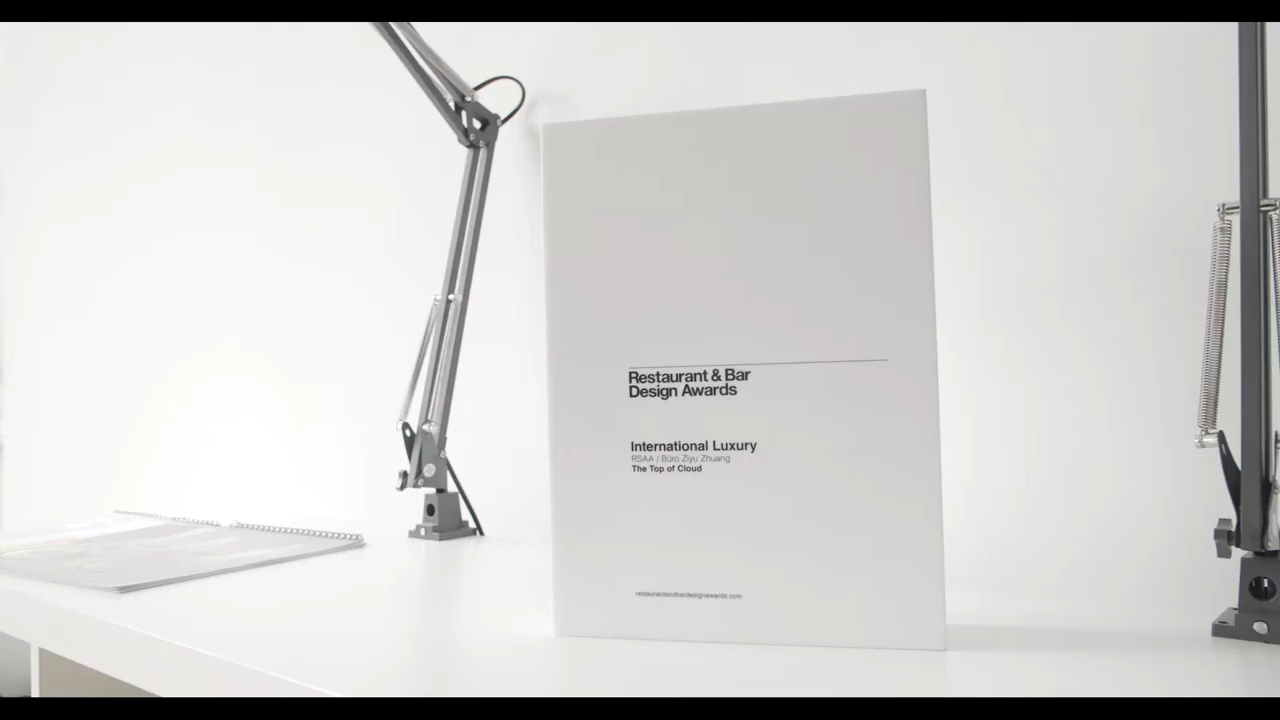 Restaurant & Bar
Design Awards
International Luxury
RSAA / Büro Ziyu Zhuang
The Top of Cloud
restaurantandbardesignawards.com